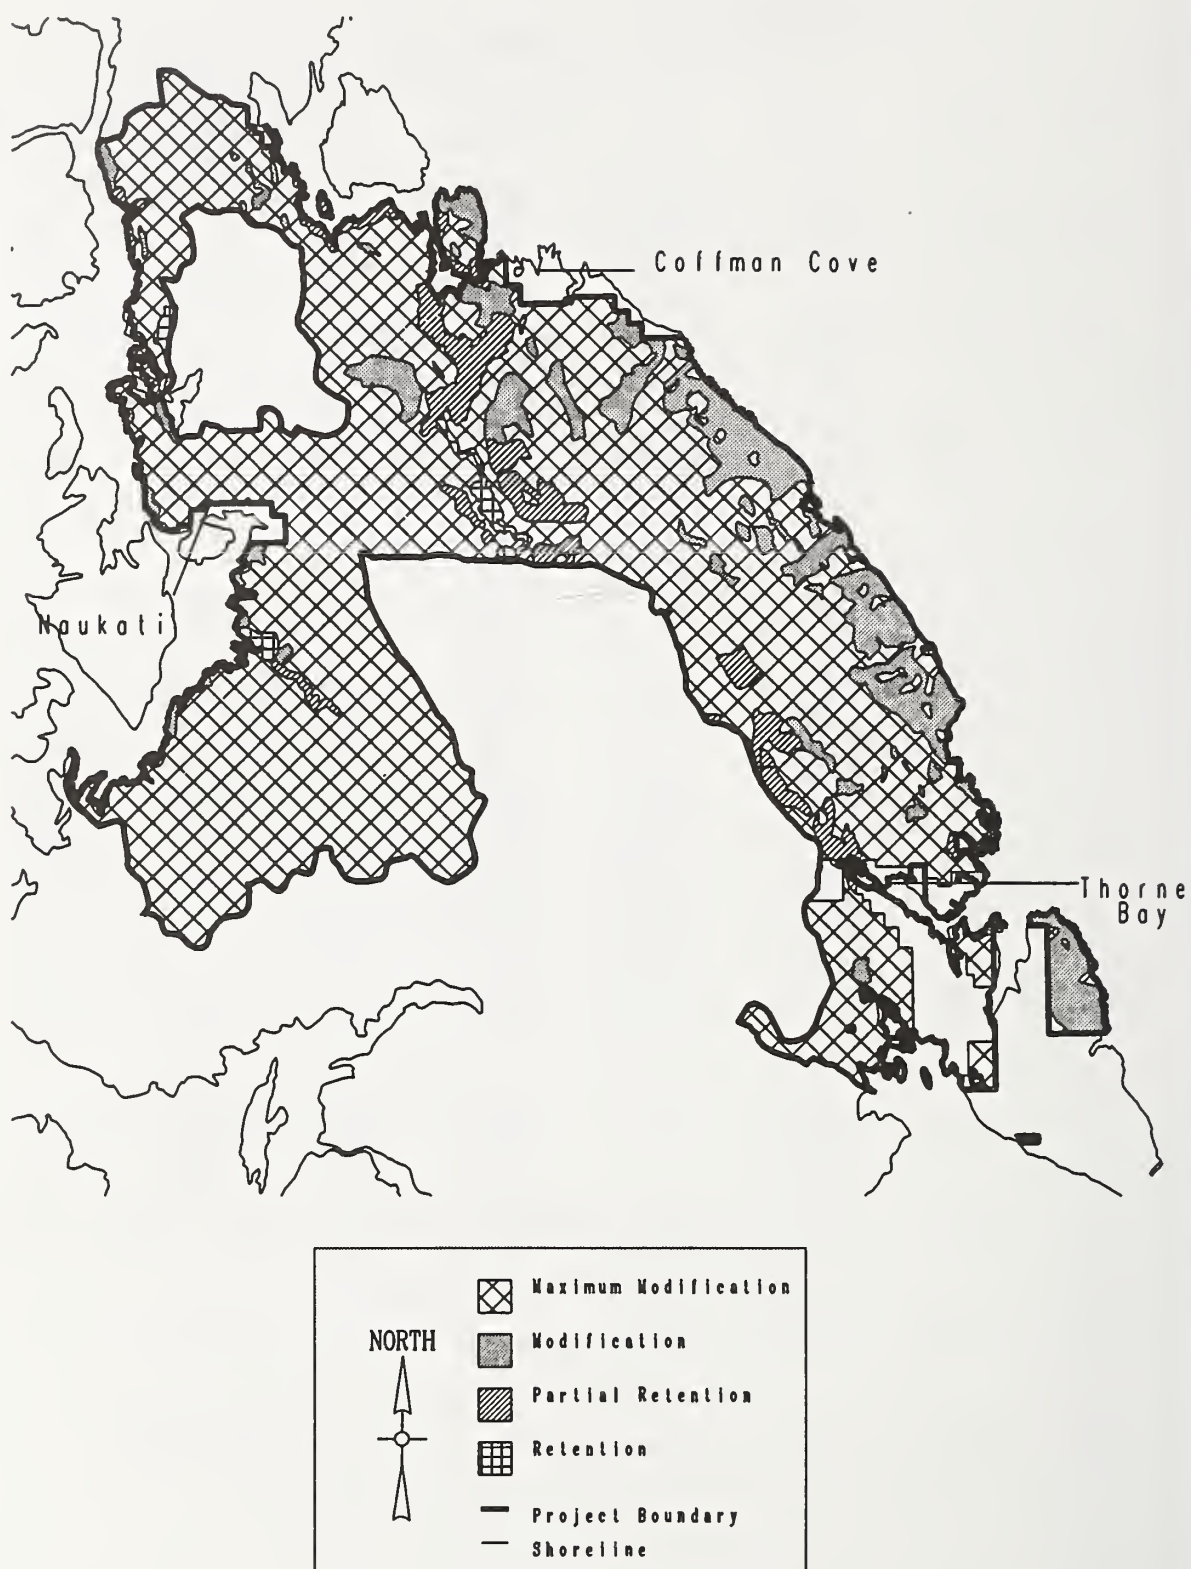 Coffman Cove
Naukati
Thorne
Bay
NORTH
Maximum Modification
Modification
Partial Retention
Retention
Project Boundary
Shoreline